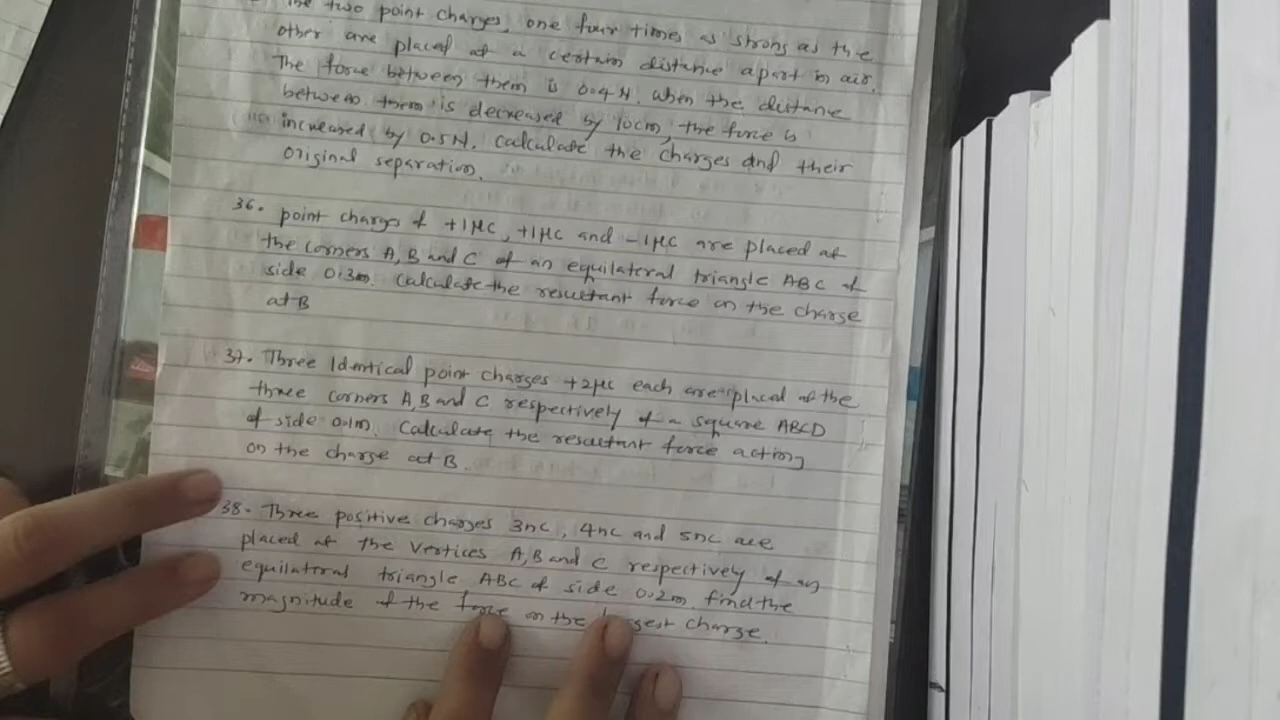 The two point charges, one four times as strong as the
other are placed at a certain distance apart in air.
The force between them is 0.4 N. When the distance
between them is decreased by 10cm, the force is
increased by 0.5N. Calculate the charges and their
original separation.
36. point charges of +1μC, +1μC and -1μC are placed at
the corners A, B and C of an equilateral triangle ABC of
side 0.3m. Calculate the resultant force on the charge
at B
37. Three Identical point charges +2μC each are placed at the
three corners A, B and C respectively of a square ABCD
of side 0.1m. Calculate the resultant force acting
on the charge at B.
38. Three positive charges 3nC, 4nC and 5nC are
placed at the vertices A, B and C respectively of an
equilateral triangle ABC of side 0.2m. find the
magnitude of the force on the charge.